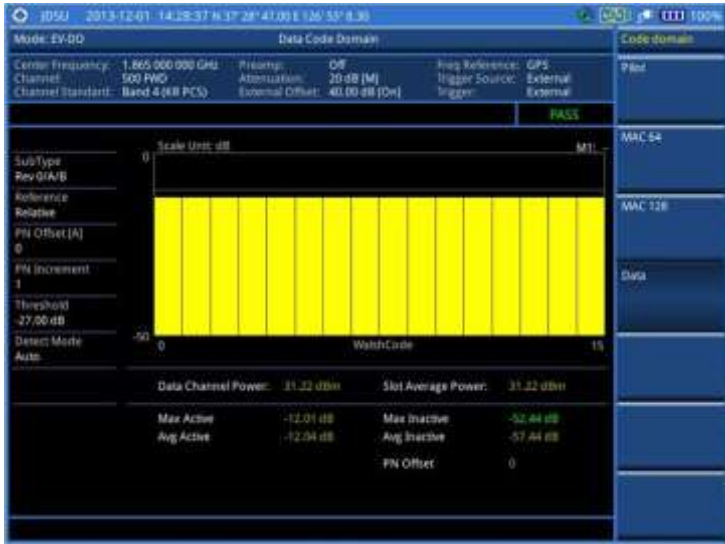 JDSU 2013-12-01 14:28:37 N 37° 28' 47.00 E 126° 53' 8.30 100%
Mode: EV-DO Data Code Domain Code domain
Center Frequency: 1.865 000 000 GHz Preamp: Off Freq Reference: GPS
Channel: 500 FWD Attenuation: 20 dB [M] Trigger Source: External
Channel Standard: Band 4 (KR PCS) External Offset: 40.00 dB [On] Trigger: External
Pilot
PASS
MAC 64
Scale Unit: dB M1: --
0
SubType
Rev 0/A/B
Reference
Relative
MAC 128
PN Offset [A]
0
PN Increment
Data
Threshold
-27.00 dB
Detect Mode
Auto
-50
0 WalshCode 15
Data Channel Power: 31.22 dBm Slot Average Power: 31.22 dBm
Max Active -12.01 dB Max Inactive -52.44 dB
Avg Active -12.04 dB Avg Inactive -57.44 dB
PN Offset 0